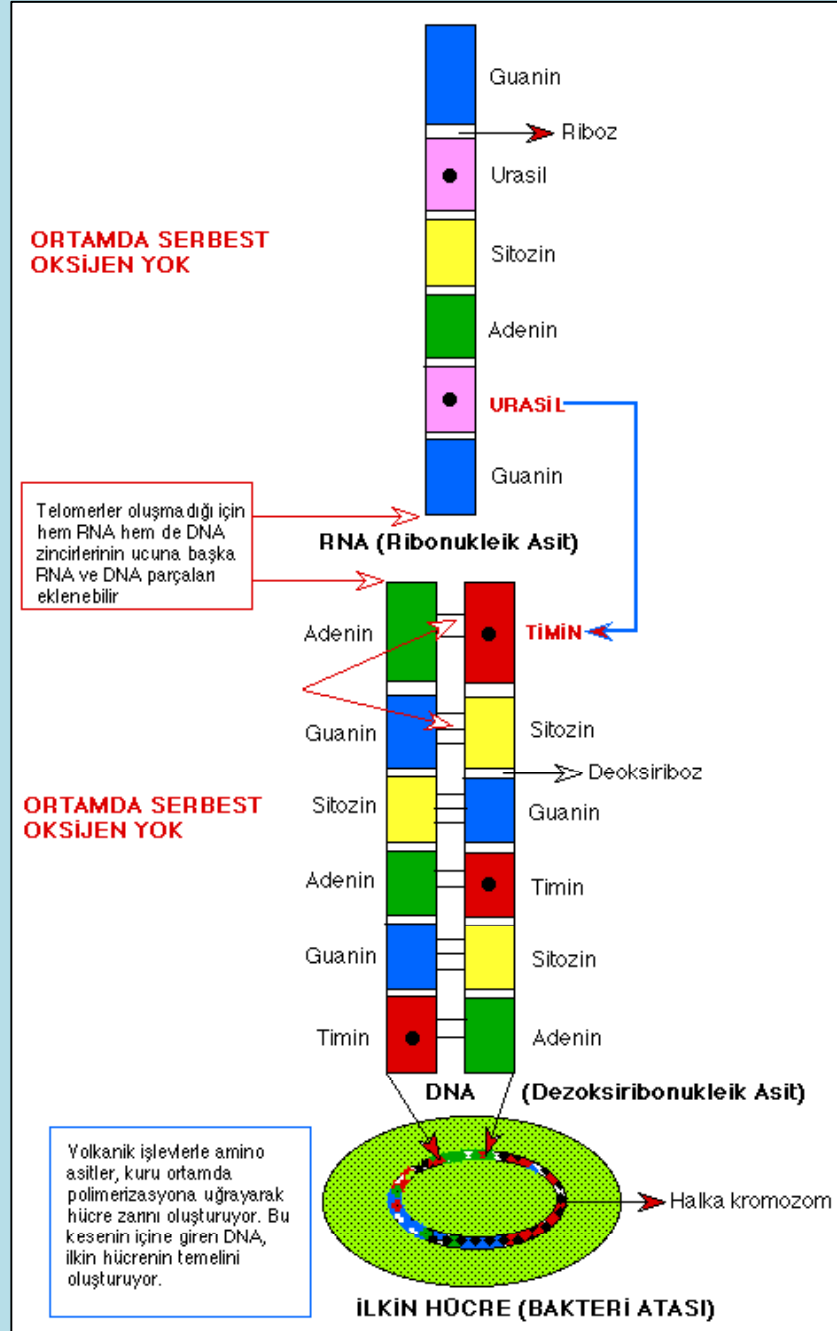 Guanin
Riboz
Urasil
ORTAMDA SERBEST
OKSİJEN YOK
Sitozin
Adenin
URASİL
Guanin
Telomerler oluşmadığı için
hem RNA hem de DNA
zincirlerinin ucuna başka
RNA ve DNA parçaları
eklenebilir
RNA (Ribonukleik Asit)
Adenin
TİMİN
Guanin
Sitozin
Deoksiriboz
ORTAMDA SERBEST
OKSİJEN YOK
Sitozin
Guanin
Adenin
Timin
Guanin
Sitozin
Timin
Adenin
DNA (Dezoksiribonukleik Asit)
Volkanik işlevlerle amino
asitler, kuru ortamda
polimerizasyona uğrayarak
hücre zarını oluşturuyor. Bu
kesenin içine giren DNA,
ilkin hücrenin temelini
oluşturuyor.
Halka kromozom
İLKİN HÜCRE (BAKTERİ ATASI)